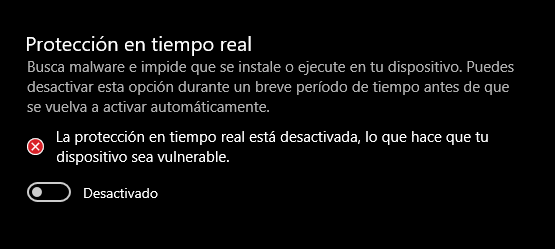 Protección en tiempo real
Busca malware e impide que se instale o ejecute en tu dispositivo. Puedes
desactivar esta opción durante un breve período de tiempo antes de que
se vuelva a activar automáticamente.
La protección en tiempo real está desactivada, lo que hace que tu
dispositivo sea vulnerable.
Desactivado